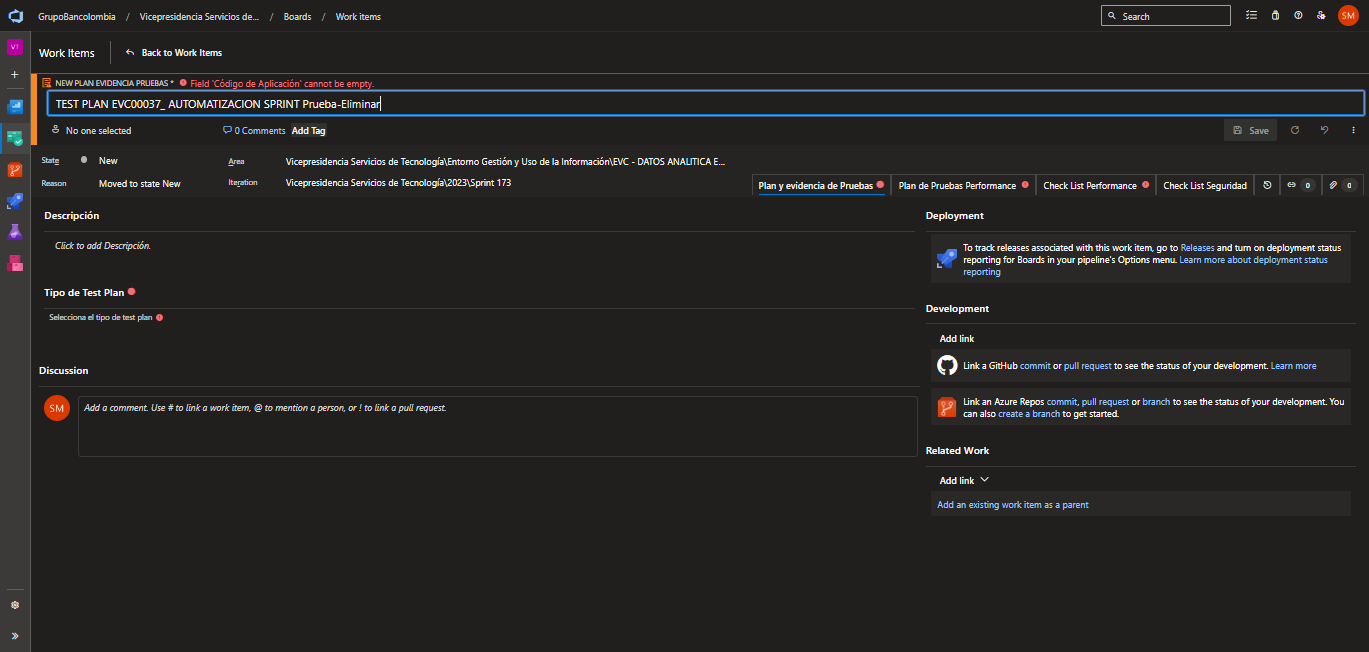 GrupoBancolombia / Vicepresidencia Servicios de... / Boards / Work items
Search
SM
VT
Work Items
Back to Work Items
NEW PLAN EVIDENCIA PRUEBAS * Field 'Código de Aplicación' cannot be empty.
TEST PLAN EVC00037_ AUTOMATIZACION SPRINT Prueba-Eliminar
No one selected
0 Comments
Add Tag
Save
State
New
Area
Vicepresidencia Servicios de Tecnología\Entorno Gestión y Uso de la Información\EVC - DATOS ANALITICA E...
Reason
Moved to state New
Iteration
Vicepresidencia Servicios de Tecnología\2023\Sprint 173
Plan y evidencia de Pruebas
Plan de Pruebas Performance
Check List Performance
Check List Seguridad
0
0
Descripción
Click to add Descripción.
Tipo de Test Plan
Selecciona el tipo de test plan
Discussion
SM
Add a comment. Use # to link a work item, @ to mention a person, or ! to link a pull request.
Deployment
To track releases associated with this work item, go to Releases and turn on deployment status
reporting for Boards in your pipeline's Options menu. Learn more about deployment status
reporting
Development
Add link
Link a GitHub commit or pull request to see the status of your development. Learn more
Link an Azure Repos commit, pull request or branch to see the status of your development. You
can also create a branch to get started.
Related Work
Add link
Add an existing work item as a parent